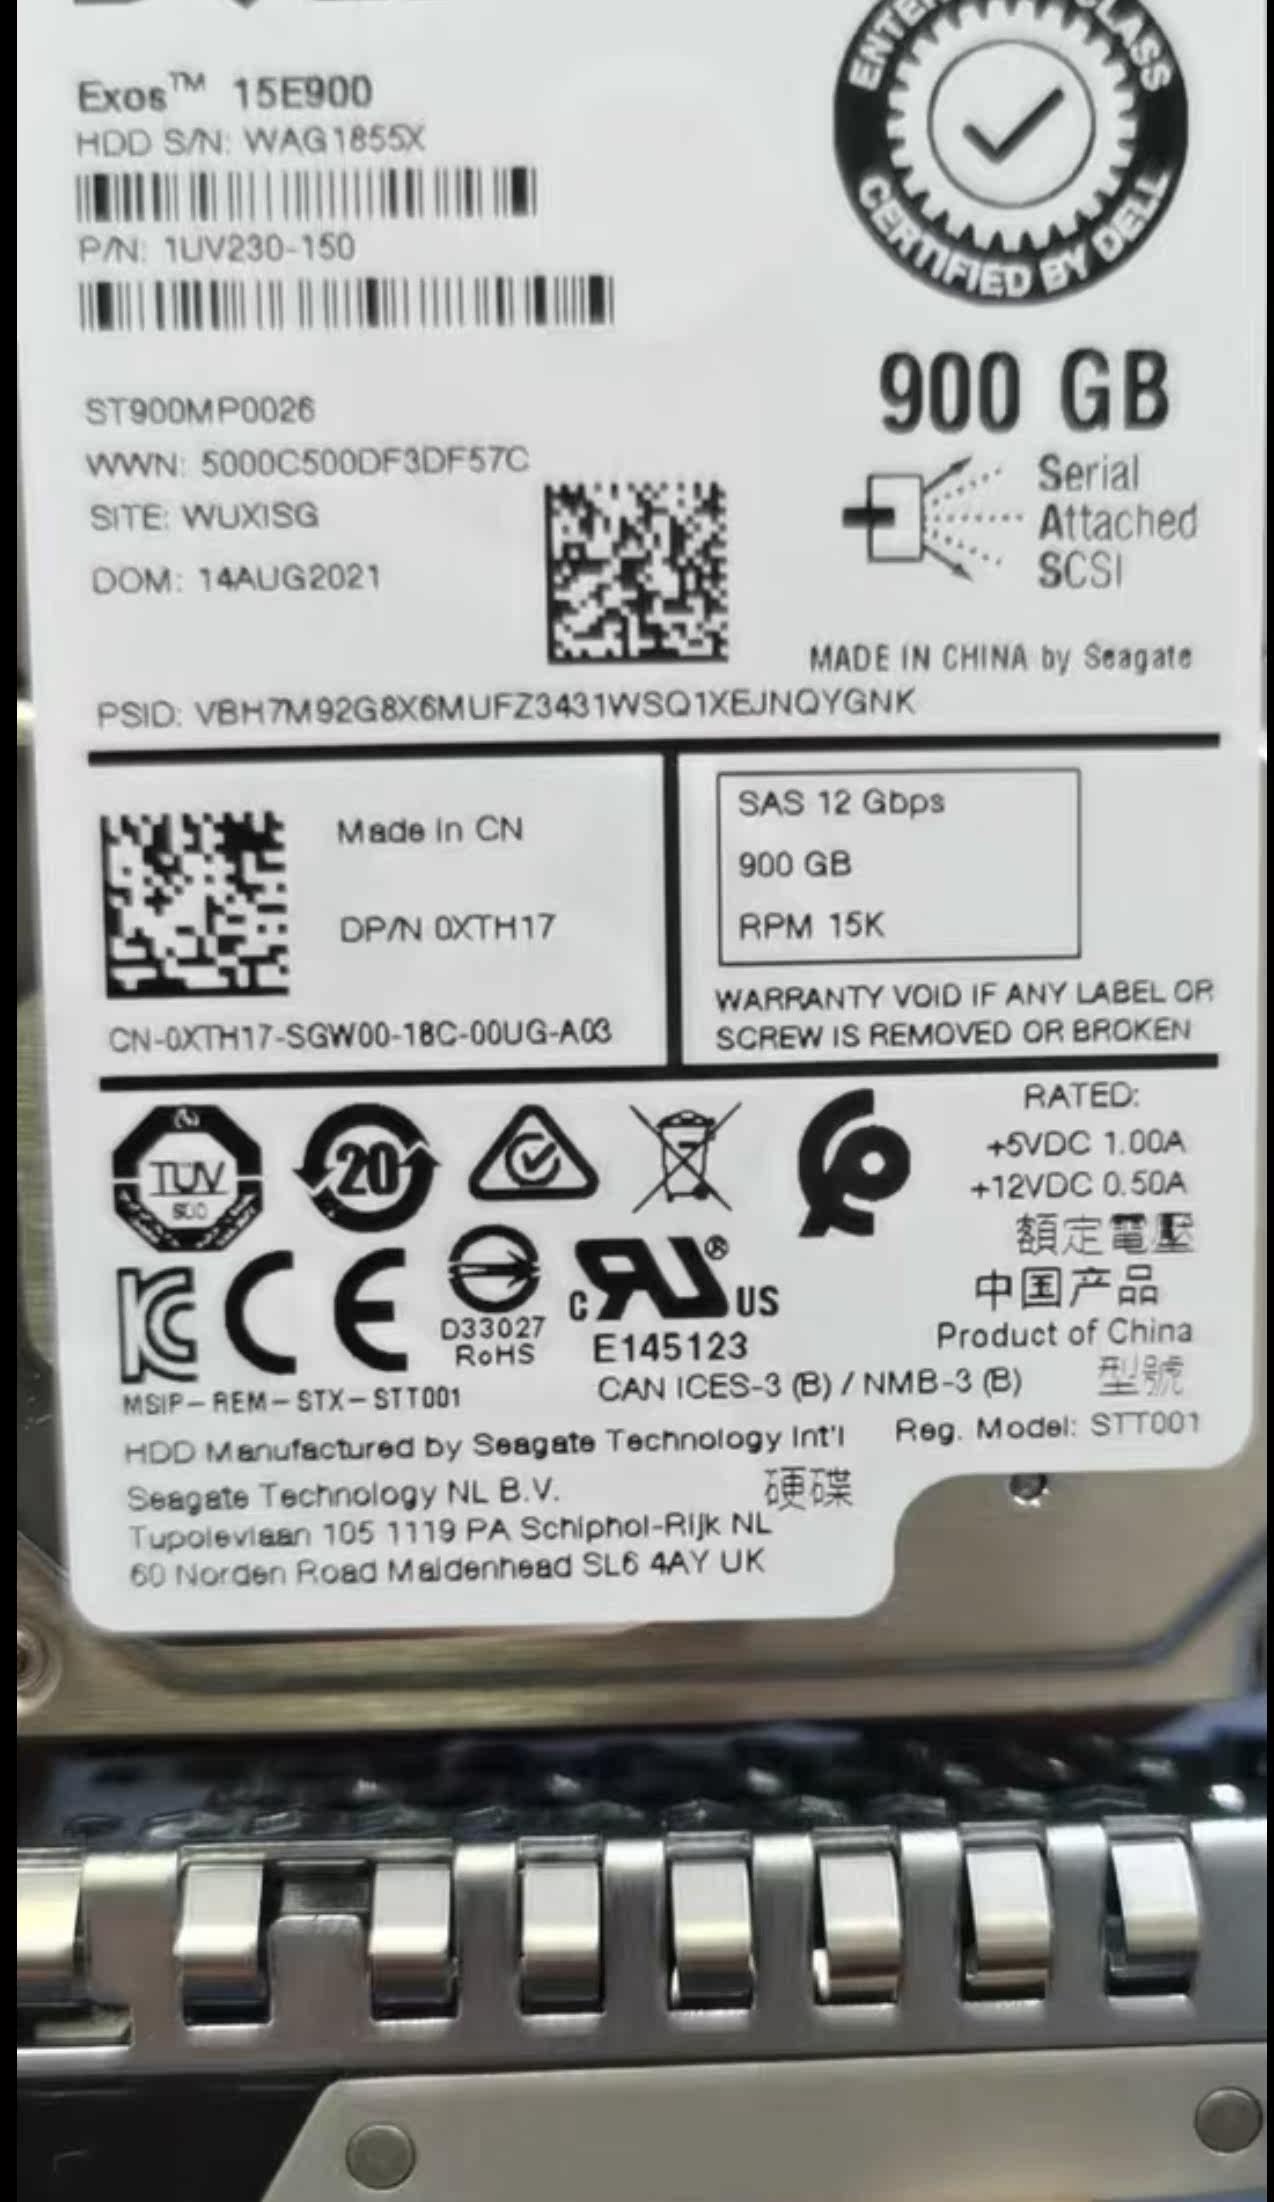 Exos™ 15E900
HDD S/N: WAG1855X
P/N: 1UV230-150
ST900MP0026
WWN: 5000C500DF3DF57C
SITE: WUXISG
DOM: 14AUG2021
CERTIFIED BY DELL
900 GB
Serial
Attached
SCSI
MADE IN CHINA by Seagate
PSID: VBH7M92G8X6MUFZ3431WSQ1XEJNQYGNK
Made in CN
DP/N 0XTH17
CN-0XTH17-SGW00-18C-00UG-A03
SAS 12 Gbps
900 GB
RPM 15K
WARRANTY VOID IF ANY LABEL OR
SCREW IS REMOVED OR BROKEN
TÜV
SÜD
20
RATED:
+5VDC 1.00A
+12VDC 0.50A
額定電壓
中国产品
Product of China
型號
Reg. Model: STT001
CE
D33027
RoHS
C RU ® US
E145123
CAN ICES-3 (B) / NMB-3 (B)
MSIP-REM-STX-STT001
HDD Manufactured by Seagate Technology Int'l
Seagate Technology NL B.V.
硬碟
Tupolevlaan 105 1119 PA Schiphol-Rijk NL
60 Norden Road Maidenhead SL6 4AY UK